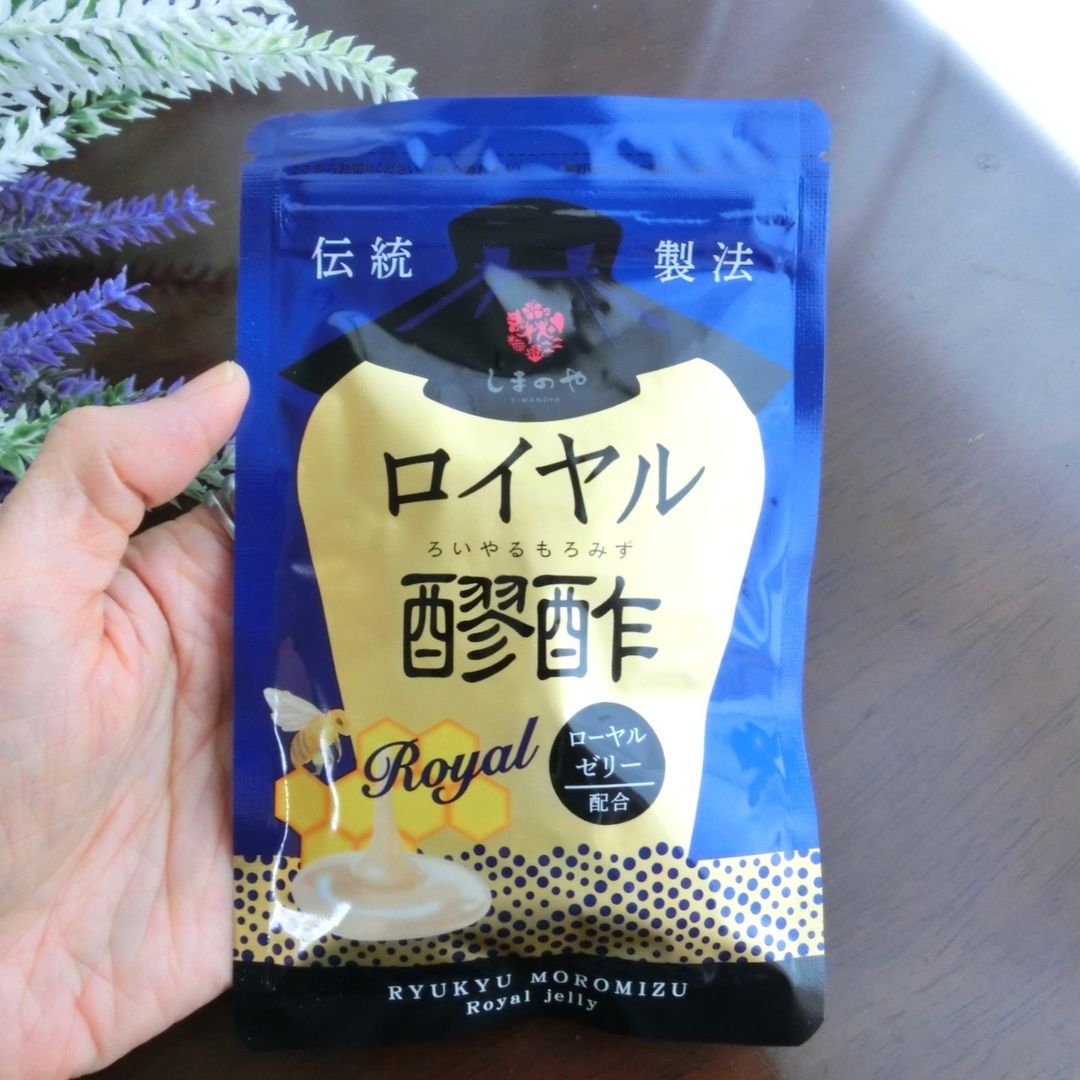 伝統 製法
しまのや
S-MANOYA
ロイヤル
ろいやるもろみず
醪酢
Royal
ローヤル
ゼリー
配合
RYUKYU MOROMIZU
Royal jelly